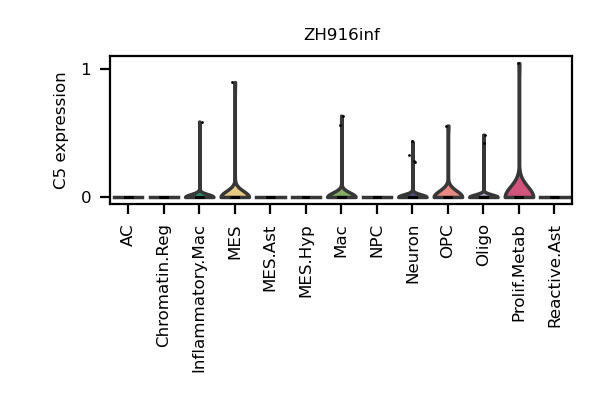 ZH916inf
C5 expression
1
0
AC
Chromatin.Reg
Inflammatory.Mac
MES
MES.Ast
MES.Hyp
Mac
NPC
Neuron
OPC
Oligo
Prolif.Metab
Reactive.Ast